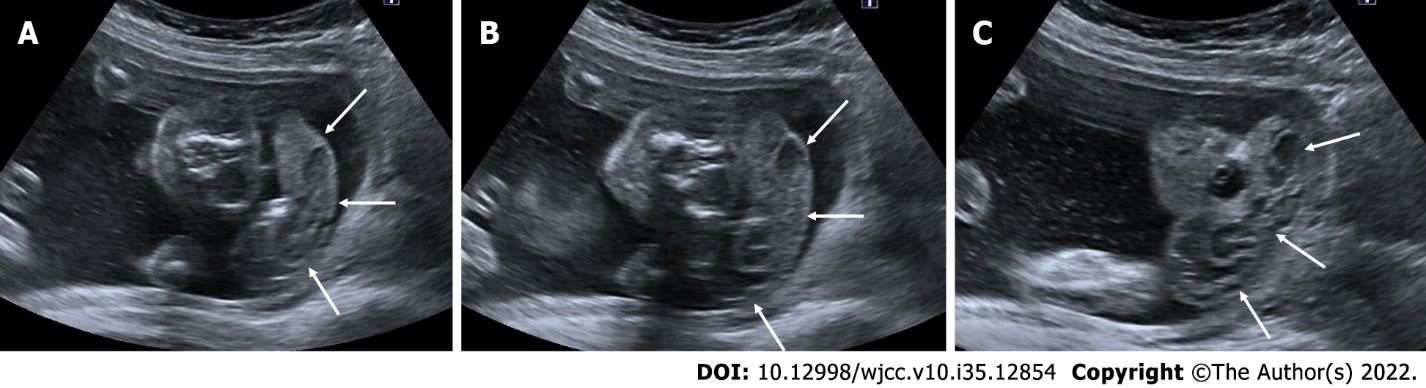 A
B
C
DOI: 10.12998/wjcc.v10.i35.12854 Copyright ©The Author(s) 2022.